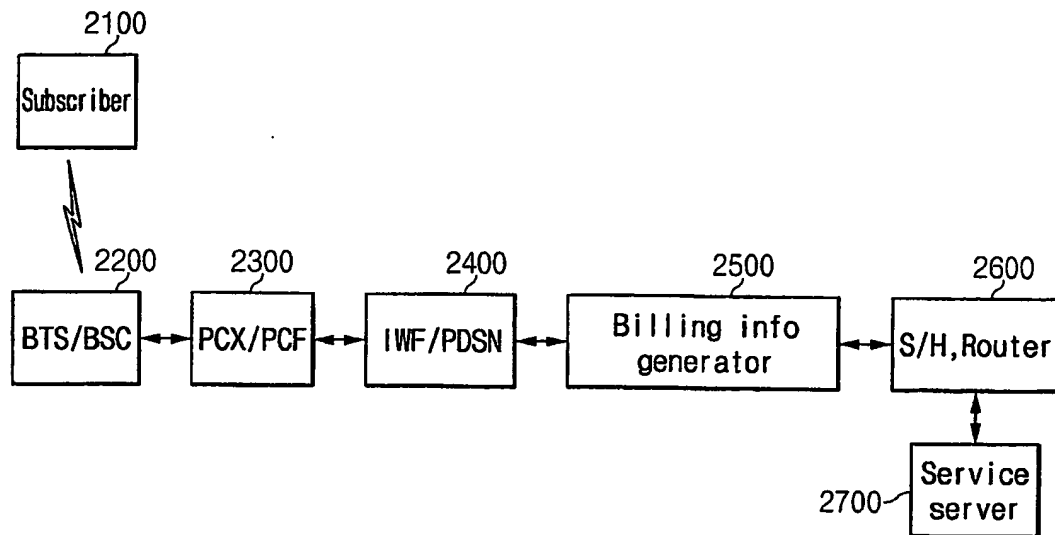 2100
Subscriber
2200
2300
2400
2500
2600
BTS/BSC
PCX/PCF
IWF/PDSN
Billing info
generator
S/H,Router
2700
Service
server